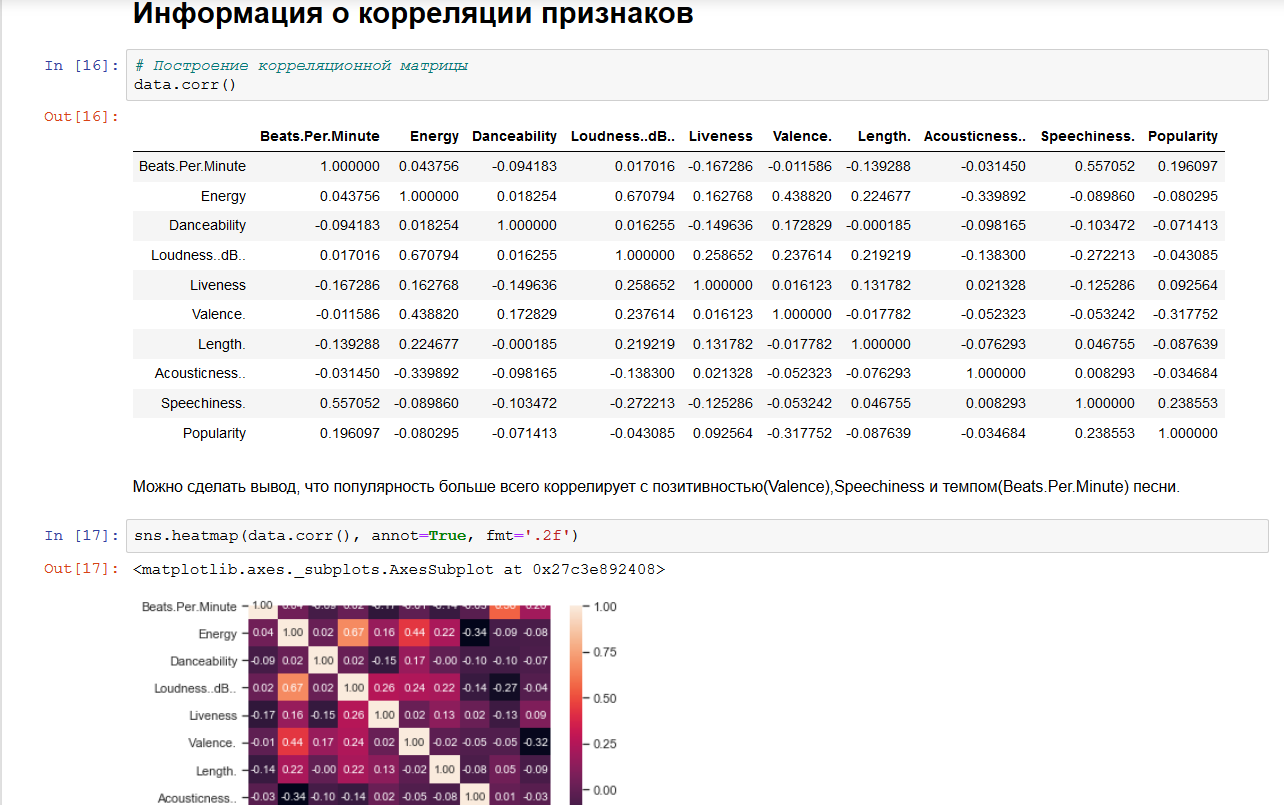 Информация о корреляции признаков
In [16]: # Построение корреляционной матрицы
data.corr()
Out[16]:
Beats.Per.Minute Energy Danceability Loudness..dB.. Liveness Valence. Length. Acousticness.. Speechiness. Popularity
Beats.Per.Minute 1.000000 0.043756 -0.094183 0.017016 -0.167286 -0.011586 -0.139288 -0.031450 0.557052 0.196097
Energy 0.043756 1.000000 0.018254 0.670794 0.162768 0.438820 0.224677 -0.339892 -0.089860 -0.080295
Danceability -0.094183 0.018254 1.000000 0.016255 -0.149636 0.172829 -0.000185 -0.098165 -0.103472 -0.071413
Loudness..dB.. 0.017016 0.670794 0.016255 1.000000 0.258652 0.237614 0.219219 -0.138300 -0.272213 -0.043085
Liveness -0.167286 0.162768 -0.149636 0.258652 1.000000 0.016123 0.131782 0.021328 -0.125286 0.092564
Valence. -0.011586 0.438820 0.172829 0.237614 0.016123 1.000000 -0.017782 -0.052323 -0.053242 -0.317752
Length. -0.139288 0.224677 -0.000185 0.219219 0.131782 -0.017782 1.000000 -0.076293 0.046755 -0.087639
Acousticness.. -0.031450 -0.339892 -0.098165 -0.138300 0.021328 -0.052323 -0.076293 1.000000 0.008293 -0.034684
Speechiness. 0.557052 -0.089860 -0.103472 -0.272213 -0.125286 -0.053242 0.046755 0.008293 1.000000 0.238553
Popularity 0.196097 -0.080295 -0.071413 -0.043085 0.092564 -0.317752 -0.087639 -0.034684 0.238553 1.000000
Можно сделать вывод, что популярность больше всего коррелирует с позитивностью(Valence),Speechiness и темпом(Beats.Per.Minute) песни.
In [17]: sns.heatmap(data.corr(), annot=True, fmt='.2f')
Out[17]: <matplotlib.axes._subplots.AxesSubplot at 0x27c3e892408>
Beats.Per.Minute 1.00 1.00
Energy 0.04 1.00 0.02 0.67 0.16 0.44 0.22 -0.34 -0.09 -0.08
0.75
Danceability -0.09 0.02 1.00 0.02 -0.15 0.17 -0.00 -0.10 -0.10 -0.07
Loudness..dB.. 0.02 0.67 0.02 1.00 0.26 0.24 0.22 -0.14 -0.27 -0.04
0.50
Liveness -0.17 0.16 -0.15 0.26 1.00 0.02 0.13 0.02 -0.13 0.09
Valence. -0.01 0.44 0.17 0.24 0.02 1.00 -0.02 -0.05 -0.05 -0.32
0.25
Length. -0.14 0.22 -0.00 0.22 0.13 -0.02 1.00 -0.08 0.05 -0.09
0.00
Acousticness.. -0.03 -0.34 -0.10 -0.14 0.02 -0.05 -0.08 1.00 0.01 -0.03